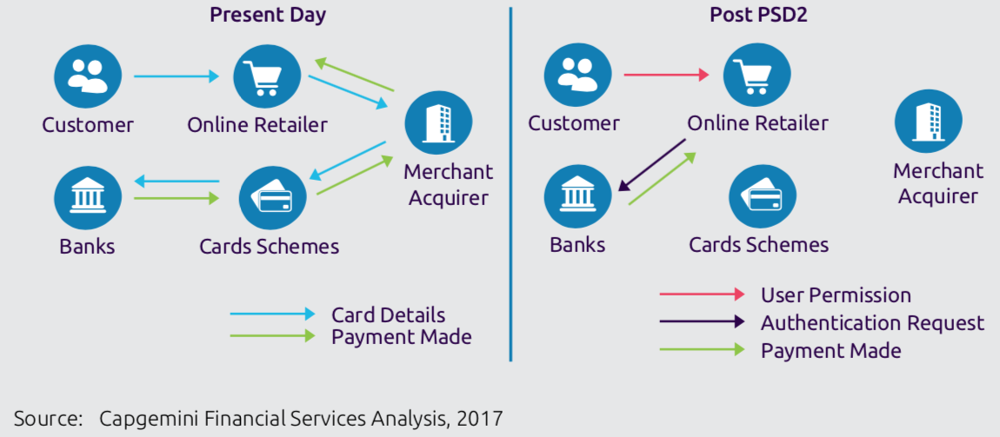 Present Day
Customer
Online Retailer
Merchant
Acquirer
Banks
Cards Schemes
Card Details
Payment Made
Post PSD2
Customer
Online Retailer
Merchant
Acquirer
Banks
Cards Schemes
User Permission
Authentication Request
Payment Made
Source: Capgemini Financial Services Analysis, 2017